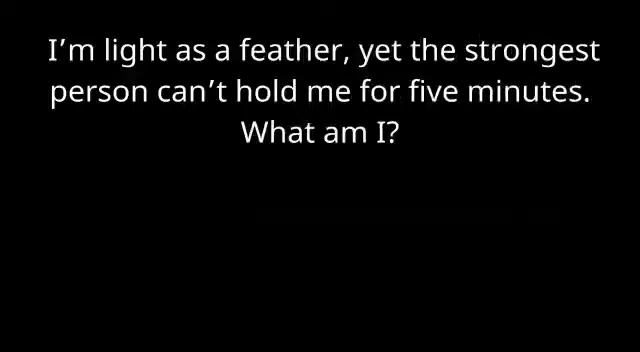 I’m light as a feather, yet the strongest
person can’t hold me for five minutes.
What am I?